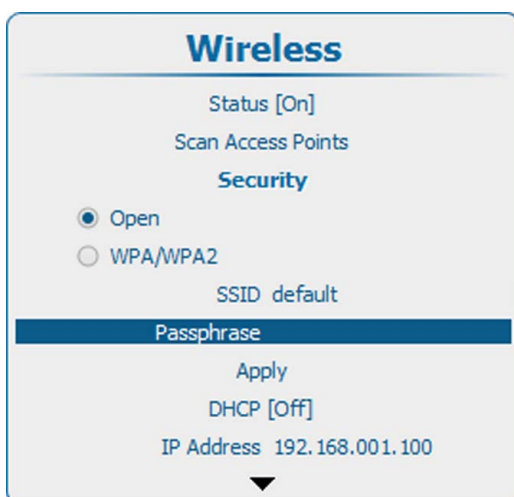 Wireless
Status [On]
Scan Access Points
Security
Open
WPA/WPA2
SSID default
Passphrase
Apply
DHCP [Off]
IP Address 192.168.001.100